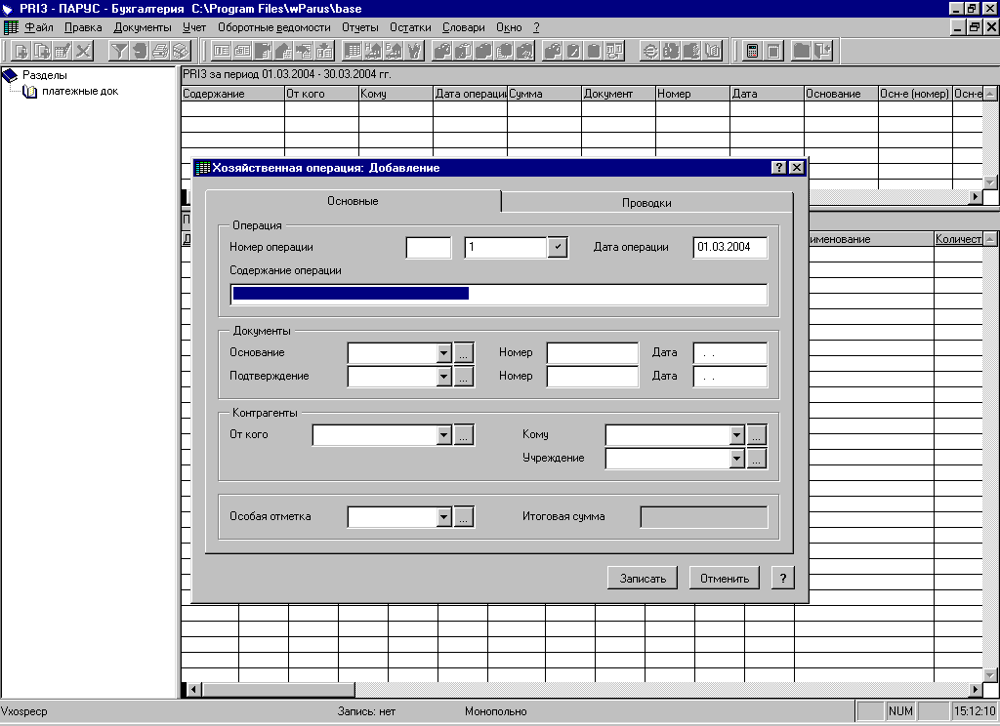 PRI3 - ПАРУС - Бухгалтерия C:\Program Files\wParus\base
Файл Правка Документы Учет Оборотные ведомости Отчеты Остатки Словари Окно ?
Разделы
платежные док
PRI3 за период 01.03.2004 - 30.03.2004 гг.
Содержание От кого Кому Дата операции Сумма Документ Номер Дата Основание Осн-е (номер) Осн-е
Хозяйственная операция: Добавление
Основные Проводки
Операция
Номер операции 1 Дата операции 01.03.2004
Содержание операции
Документы
Основание ... Номер Дата . .
Подтверждение ... Номер Дата . .
Контрагенты
От кого ... Кому ...
Учреждение ...
Особая отметка ... Итоговая сумма
Записать Отменить ?
П
Д именование Количест
Vxospecp Запись: нет Монопольно NUM 15:12:10